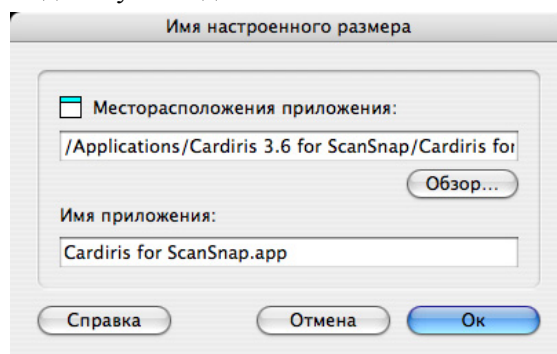 Имя настроенного размера
Месторасположения приложения:
/Applications/Cardiris 3.6 for ScanSnap/Cardiris for
Обзор...
Имя приложения:
Cardiris for ScanSnap.app
Справка Отмена Ок